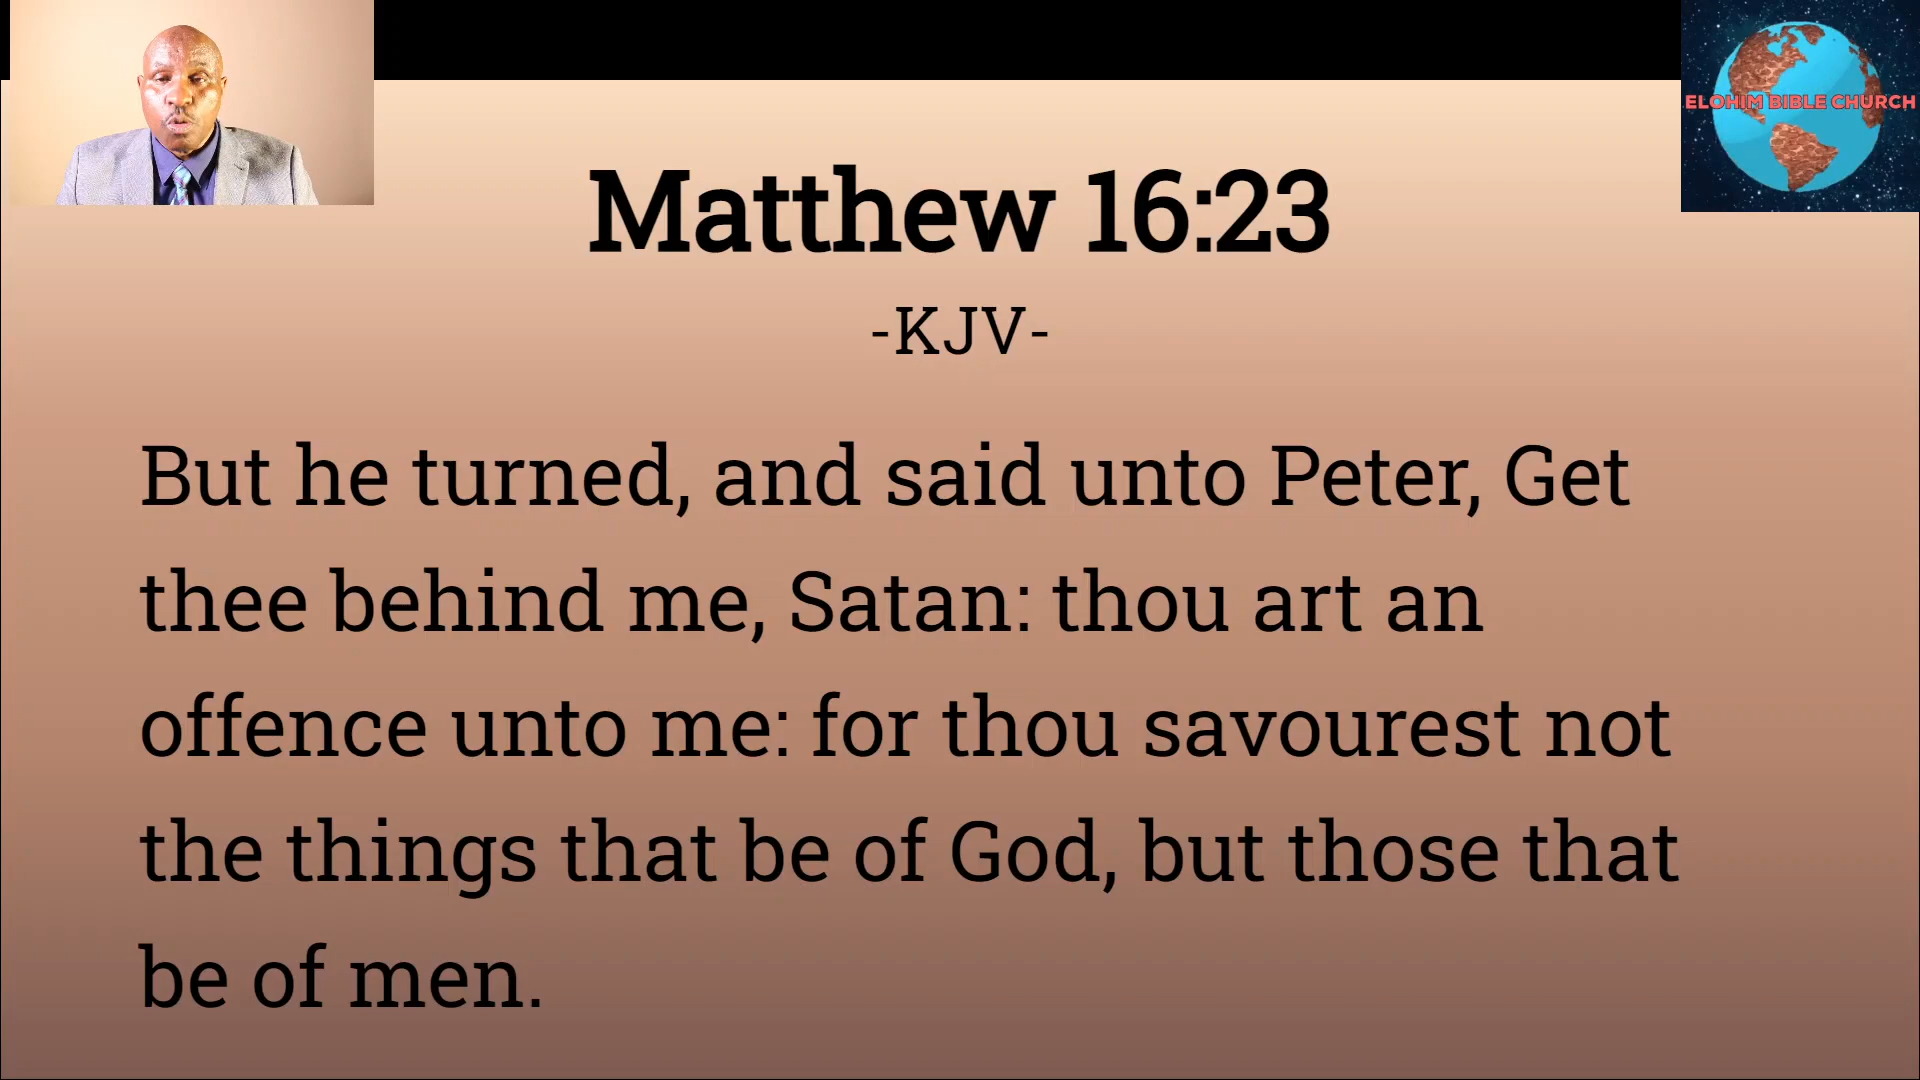 ELOHIM BIBLE CHURCH
Matthew 16:23
-KJV-
But he turned, and said unto Peter, Get
thee behind me, Satan: thou art an
offence unto me: for thou savourest not
the things that be of God, but those that
be of men.